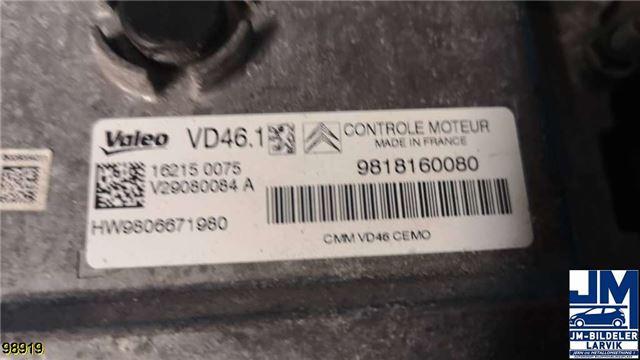 Valeo VD46.1
CONTROLE MOTEUR
MADE IN FRANCE
16215 0075
V29080084 A
9818160080
HW9806671980
CMM VD46 CEMO
JM
JM-BILDELER
LARVIK
98919